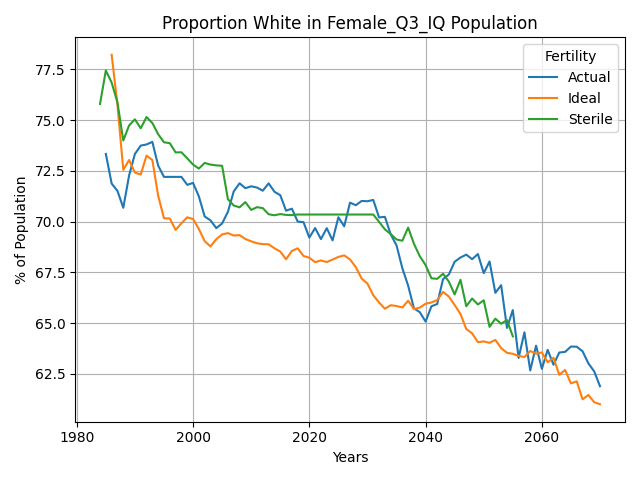 Proportion White in Female_Q3_IQ Population
Fertility
Actual
Ideal
Sterile
% of Population
77.5
75.0
72.5
70.0
67.5
65.0
62.5
1980
2000
2020
2040
2060
Years